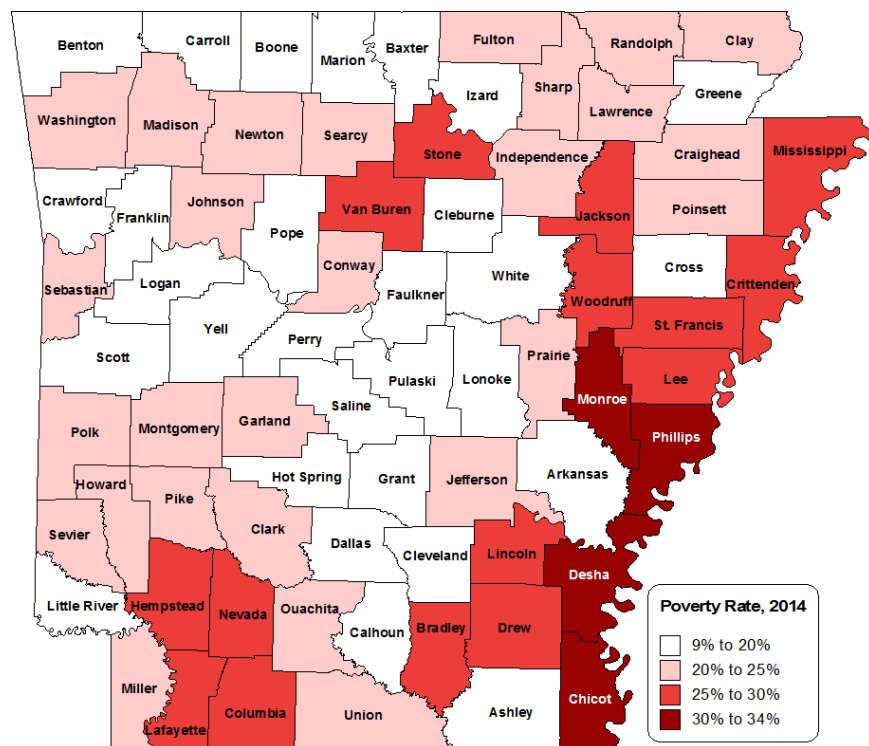 Benton
Carroll
Boone
Marion
Baxter
Fulton
Randolph
Clay
Izard
Sharp
Greene
Lawrence
Washington
Madison
Newton
Searcy
Stone
Independence
Craighead
Mississippi
Crawford
Franklin
Johnson
Pope
Van Buren
Cleburne
Jackson
Poinsett
Sebastian
Logan
Conway
Faulkner
White
Woodruff
Cross
Crittenden
Scott
Yell
Perry
Pulaski
Lonoke
Prairie
St. Francis
Lee
Saline
Monroe
Phillips
Polk
Montgomery
Garland
Hot Spring
Grant
Jefferson
Arkansas
Howard
Pike
Clark
Sevier
Dallas
Cleveland
Lincoln
Desha
Little River
Hempstead
Nevada
Ouachita
Calhoun
Bradley
Drew
Miller
Lafayette
Columbia
Union
Ashley
Chicot
Poverty Rate, 2014
9% to 20%
20% to 25%
25% to 30%
30% to 34%